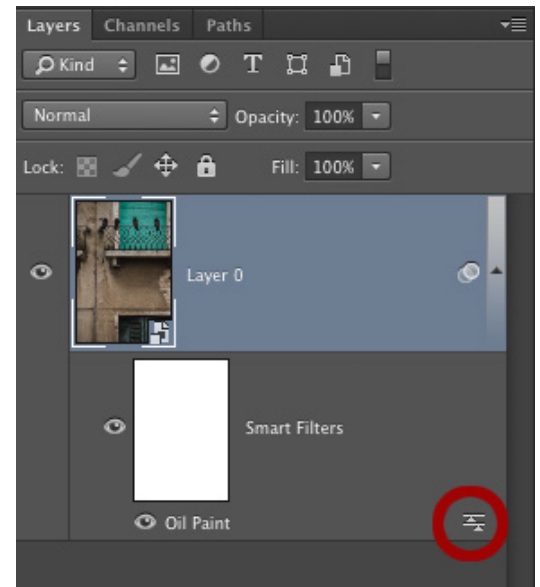 Layers Channels Paths
Kind T
Normal Opacity: 100%
Lock: Fill: 100%
Layer 0
Smart Filters
Oil Paint